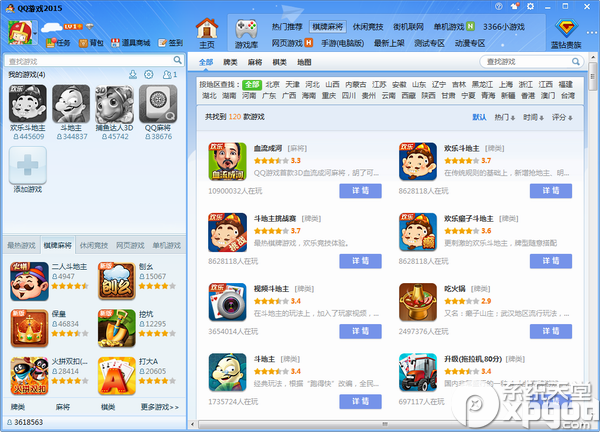 QQ游戏2015
LV1
任务 背包 道具商城 签到
主页
游戏库
热门推荐 棋牌麻将 休闲竞技 街机联网 单机游戏 H 3366小游戏
网页游戏 H 手游(电脑版) 最新上架 测试专区 动漫专区
蓝钻贵族
查找游戏
我的游戏(4)
1
欢乐斗地主
445609
斗地主
344837
捕鱼达人3D
45742
QQ麻将
38676
添加游戏
最热游戏 棋牌麻将 休闲竞技 网页游戏 单机游戏
二人斗地主
4947
刨幺
15067
保皇
46834
挖坑
12295
火拼双扣(...
28414
打大A
20605
牌类 麻将 棋类 更多游戏>>
3618563
全部 牌类 麻将 棋类 地图
查找游戏
按地区查找: 全部 北京 天津 河北 山西 内蒙古 江苏 安徽 山东 辽宁 吉林 黑龙江 上海 浙江 江西 福建
湖北 湖南 河南 广东 广西 海南 重庆 四川 贵州 云南 西藏 陕西 甘肃 宁夏 青海 新疆 香港 澳门 台湾
共找到 120 款游戏
默认 热门 时间 评分
血流成河 [麻将]
3.3
QQ游戏首款3D血流成河麻将,胡了可...
10900032人在玩
详 情
欢乐斗地主 [牌类]
3.7
在传统规则的基础上,新增抢地主、明...
8628118人在玩
详 情
斗地主挑战赛 [牌类]
3.7
最热棋牌游戏,欢乐竞技体验。
8628118人在玩
详 情
欢乐癞子斗地主 [牌类]
3.6
更刺激的欢乐斗地主,牌型随意搭配
8628118人在玩
详 情
视频斗地主 [牌类]
3.4
在斗地主的玩法上,加入了玩家视频,...
3654014人在玩
详 情
吃火锅 [牌类]
2.9
又名:癞子山庄;武汉地区流行玩法,...
2497376人在玩
详 情
斗地主 [牌类]
3.4
经典玩法,根据“跑得快”改编,全民...
1735724人在玩
详 情
升级(拖拉机,80分) [牌类]
3.4
697117人在玩
系统天堂